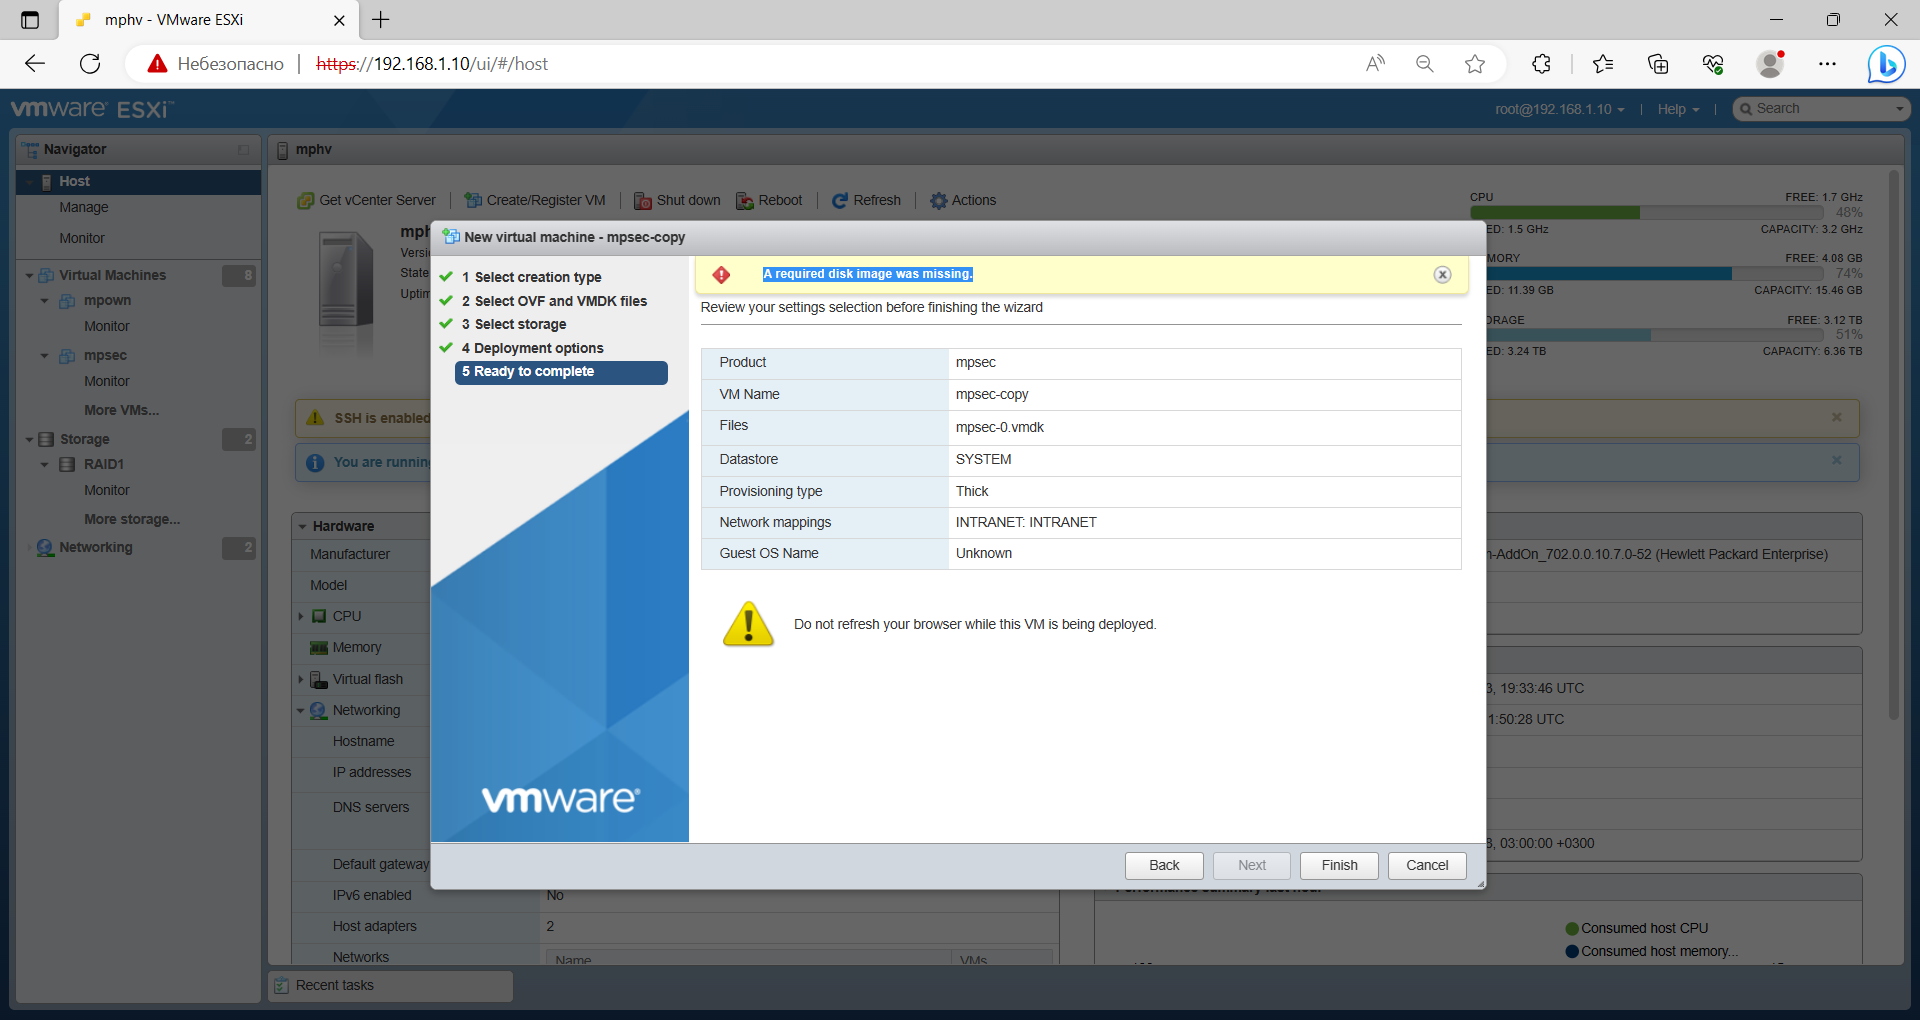 mphv - VMware ESXi
Небезопасно
https://192.168.1.10/ui/#/host
vmware ESXi™
root@192.168.1.10
Help
Search
Navigator
mphv
Host
Manage
Monitor
Virtual Machines 8
mpown
Monitor
mpsec
Monitor
More VMs...
Storage 2
RAID1
Monitor
More storage...
Networking 2
Get vCenter Server
Create/Register VM
Shut down
Reboot
Refresh
Actions
State
CPU
FREE: 1.7 GHz
48%
ED: 1.5 GHz
CAPACITY: 3.2 GHz
MORY
FREE: 4.08 GB
74%
ED: 11.39 GB
CAPACITY: 15.46 GB
ORAGE
FREE: 3.12 TB
51%
ED: 3.24 TB
CAPACITY: 6.36 TB
SSH is enabled
You are runnin
New virtual machine - mpsec-copy
1 Select creation type
2 Select OVF and VMDK files
3 Select storage
4 Deployment options
5 Ready to complete
A required disk image was missing.
Review your settings selection before finishing the wizard
Product mpsec
VM Name mpsec-copy
Files mpsec-0.vmdk
Datastore SYSTEM
Provisioning type Thick
Network mappings INTRANET: INTRANET
Guest OS Name Unknown
Do not refresh your browser while this VM is being deployed.
vmware®
Back
Next
Finish
Cancel
Hardware
Manufacturer
Model
CPU
Memory
Virtual flash
Networking
Hostname
IP addresses
DNS servers
Default gateway
IPv6 enabled No
Host adapters 2
Networks Name VMs
n-AddOn_702.0.0.10.7.0-52 (Hewlett Packard Enterprise)
3, 19:33:46 UTC
1:50:28 UTC
8, 03:00:00 +0300
Consumed host CPU
Consumed host memory...
Recent tasks